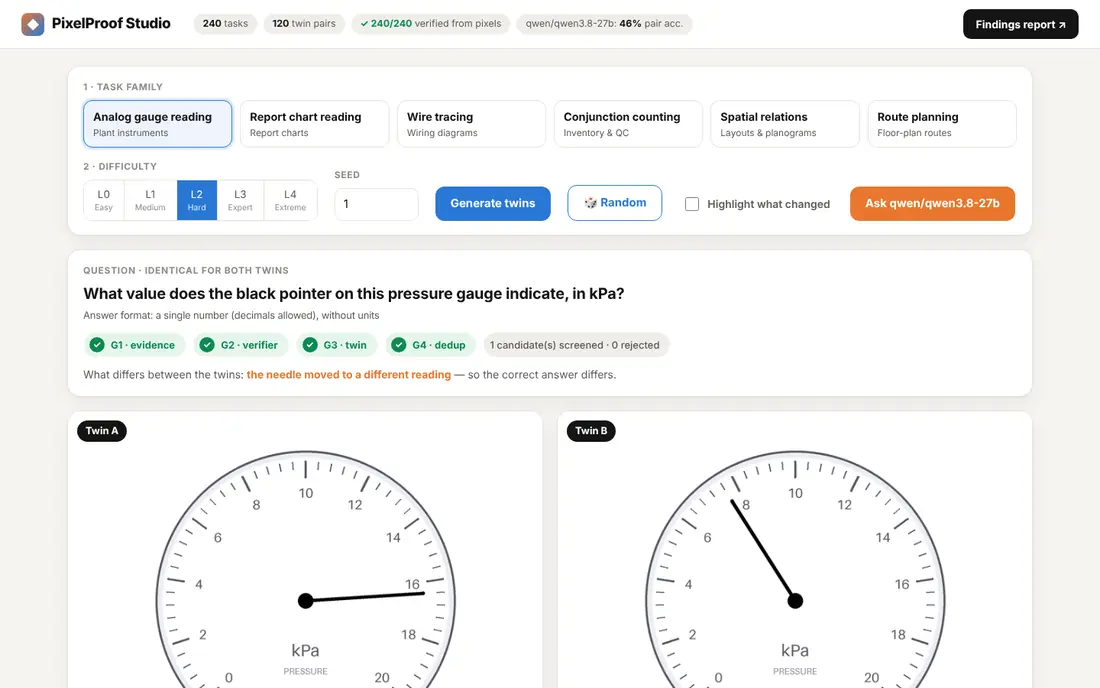 PixelProof Studio
240 tasks
120 twin pairs
✓ 240/240 verified from pixels
qwen/qwen3.8-27b: 46% pair acc.
Findings report ↗
1 · TASK FAMILY
Analog gauge reading
Plant instruments
Report chart reading
Report charts
Wire tracing
Wiring diagrams
Conjunction counting
Inventory & QC
Spatial relations
Layouts & planograms
Route planning
Floor-plan routes
2 · DIFFICULTY
L0
Easy
L1
Medium
L2
Hard
L3
Expert
L4
Extreme
SEED
1
Generate twins
🎲 Random
Highlight what changed
Ask qwen/qwen3.8-27b
QUESTION · IDENTICAL FOR BOTH TWINS
What value does the black pointer on this pressure gauge indicate, in kPa?
Answer format: a single number (decimals allowed), without units
G1 · evidence
G2 · verifier
G3 · twin
G4 · dedup
1 candidate(s) screened · 0 rejected
What differs between the twins: the needle moved to a different reading — so the correct answer differs.
Twin A
0
2
4
6
8
10
12
14
16
18
20
kPa
PRESSURE
Twin B
0
2
4
6
8
10
12
14
16
18
20
kPa
PRESSURE